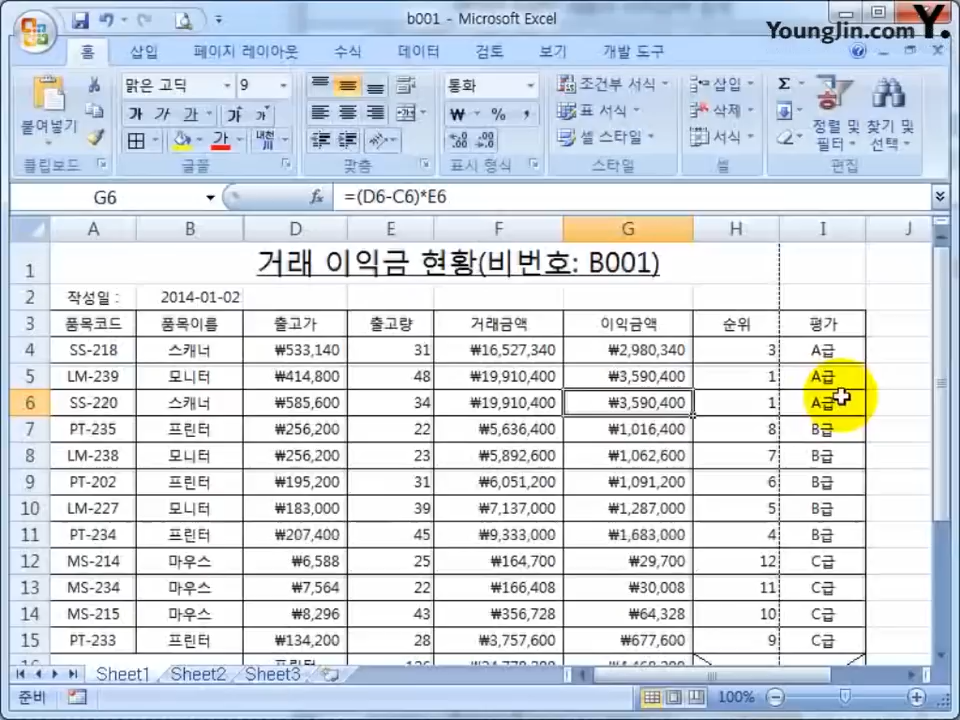 b001 - Microsoft Excel
Younglin.com Y.
홈 삽입 페이지 레이아웃 수식 데이터 검토 보기 개발 도구
붙여넣기 맑은 고딕 9 통화 조건부 서식 삽입 Σ
가 가 가 가 가 ₩ % , 표 서식 삭제 정렬 및 필터 찾기 및 선택
가 내천 셀 스타일 서식
클립보드 글꼴 맞춤 표시 형식 스타일 셀 편집
G6 fx =(D6-C6)*E6
A B D E F G H I J
1 거래 이익금 현황(비번호: B001)
2 작성일 : 2014-01-02
3 품목코드 품목이름 출고가 출고량 거래금액 이익금액 순위 평가
4 SS-218 스캐너 ₩533,140 31 ₩16,527,340 ₩2,980,340 3 A급
5 LM-239 모니터 ₩414,800 48 ₩19,910,400 ₩3,590,400 1 A급
6 SS-220 스캐너 ₩585,600 34 ₩19,910,400 ₩3,590,400 1 A급
7 PT-235 프린터 ₩256,200 22 ₩5,636,400 ₩1,016,400 8 B급
8 LM-238 모니터 ₩256,200 23 ₩5,892,600 ₩1,062,600 7 B급
9 PT-202 프린터 ₩195,200 31 ₩6,051,200 ₩1,091,200 6 B급
10 LM-227 모니터 ₩183,000 39 ₩7,137,000 ₩1,287,000 5 B급
11 PT-234 프린터 ₩207,400 45 ₩9,333,000 ₩1,683,000 4 B급
12 MS-214 마우스 ₩6,588 25 ₩164,700 ₩29,700 12 C급
13 MS-234 마우스 ₩7,564 22 ₩166,408 ₩30,008 11 C급
14 MS-215 마우스 ₩8,296 43 ₩356,728 ₩64,328 10 C급
15 PT-233 프린터 ₩134,200 28 ₩3,757,600 ₩677,600 9 C급
Sheet1 Sheet2 Sheet3
준비 100%